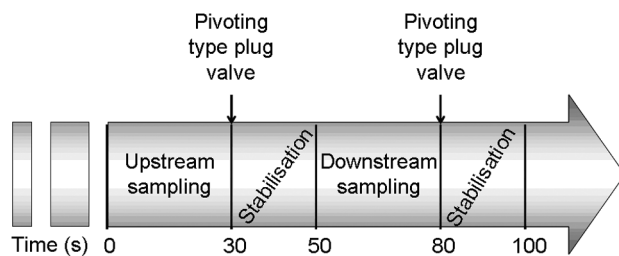 Pivoting
type plug
valve
Pivoting
type plug
valve
Upstream
sampling
Stabilisation
Downstream
sampling
Stabilisation
Time (s) 0 30 50 80 100